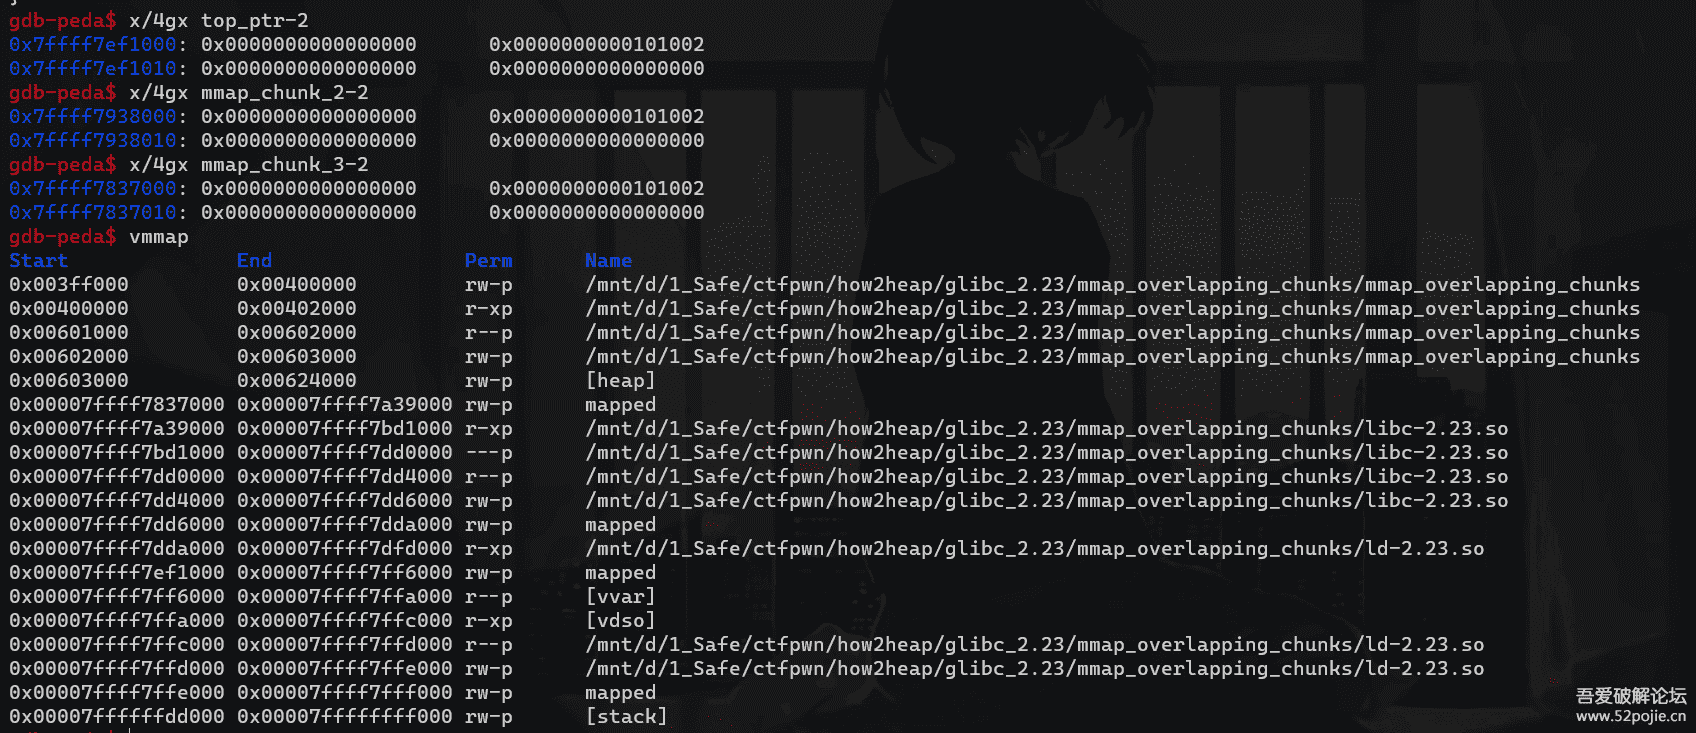 gdb-peda$ x/4gx top_ptr-2
0x7ffff7ef1000: 0x0000000000000000 0x0000000000101002
0x7ffff7ef1010: 0x0000000000000000 0x0000000000000000
gdb-peda$ x/4gx mmap_chunk_2-2
0x7ffff7938000: 0x0000000000000000 0x0000000000101002
0x7ffff7938010: 0x0000000000000000 0x0000000000000000
gdb-peda$ x/4gx mmap_chunk_3-2
0x7ffff7837000: 0x0000000000000000 0x0000000000101002
0x7ffff7837010: 0x0000000000000000 0x0000000000000000
gdb-peda$ vmmap
Start End Perm Name
0x003ff000 0x00400000 rw-p /mnt/d/1_Safe/ctfpwn/how2heap/glibc_2.23/mmap_overlapping_chunks/mmap_overlapping_chunks
0x00400000 0x00402000 r-xp /mnt/d/1_Safe/ctfpwn/how2heap/glibc_2.23/mmap_overlapping_chunks/mmap_overlapping_chunks
0x00601000 0x00602000 r--p /mnt/d/1_Safe/ctfpwn/how2heap/glibc_2.23/mmap_overlapping_chunks/mmap_overlapping_chunks
0x00602000 0x00603000 rw-p /mnt/d/1_Safe/ctfpwn/how2heap/glibc_2.23/mmap_overlapping_chunks/mmap_overlapping_chunks
0x00603000 0x00624000 rw-p [heap]
0x00007ffff7837000 0x00007ffff7a39000 rw-p mapped
0x00007ffff7a39000 0x00007ffff7bd1000 r-xp /mnt/d/1_Safe/ctfpwn/how2heap/glibc_2.23/mmap_overlapping_chunks/libc-2.23.so
0x00007ffff7bd1000 0x00007ffff7dd0000 ---p /mnt/d/1_Safe/ctfpwn/how2heap/glibc_2.23/mmap_overlapping_chunks/libc-2.23.so
0x00007ffff7dd0000 0x00007ffff7dd4000 r--p /mnt/d/1_Safe/ctfpwn/how2heap/glibc_2.23/mmap_overlapping_chunks/libc-2.23.so
0x00007ffff7dd4000 0x00007ffff7dd6000 rw-p /mnt/d/1_Safe/ctfpwn/how2heap/glibc_2.23/mmap_overlapping_chunks/libc-2.23.so
0x00007ffff7dd6000 0x00007ffff7dda000 rw-p mapped
0x00007ffff7dda000 0x00007ffff7dfd000 r-xp /mnt/d/1_Safe/ctfpwn/how2heap/glibc_2.23/mmap_overlapping_chunks/ld-2.23.so
0x00007ffff7ef1000 0x00007ffff7ff6000 rw-p mapped
0x00007ffff7ff6000 0x00007ffff7ffa000 r--p [vvar]
0x00007ffff7ffa000 0x00007ffff7ffc000 r-xp [vdso]
0x00007ffff7ffc000 0x00007ffff7ffd000 r--p /mnt/d/1_Safe/ctfpwn/how2heap/glibc_2.23/mmap_overlapping_chunks/ld-2.23.so
0x00007ffff7ffd000 0x00007ffff7ffe000 rw-p /mnt/d/1_Safe/ctfpwn/how2heap/glibc_2.23/mmap_overlapping_chunks/ld-2.23.so
0x00007ffff7ffe000 0x00007ffff7fff000 rw-p mapped
0x00007ffffffdd000 0x00007ffffffff000 rw-p [stack]
吾爱破解论坛
www.52pojie.cn